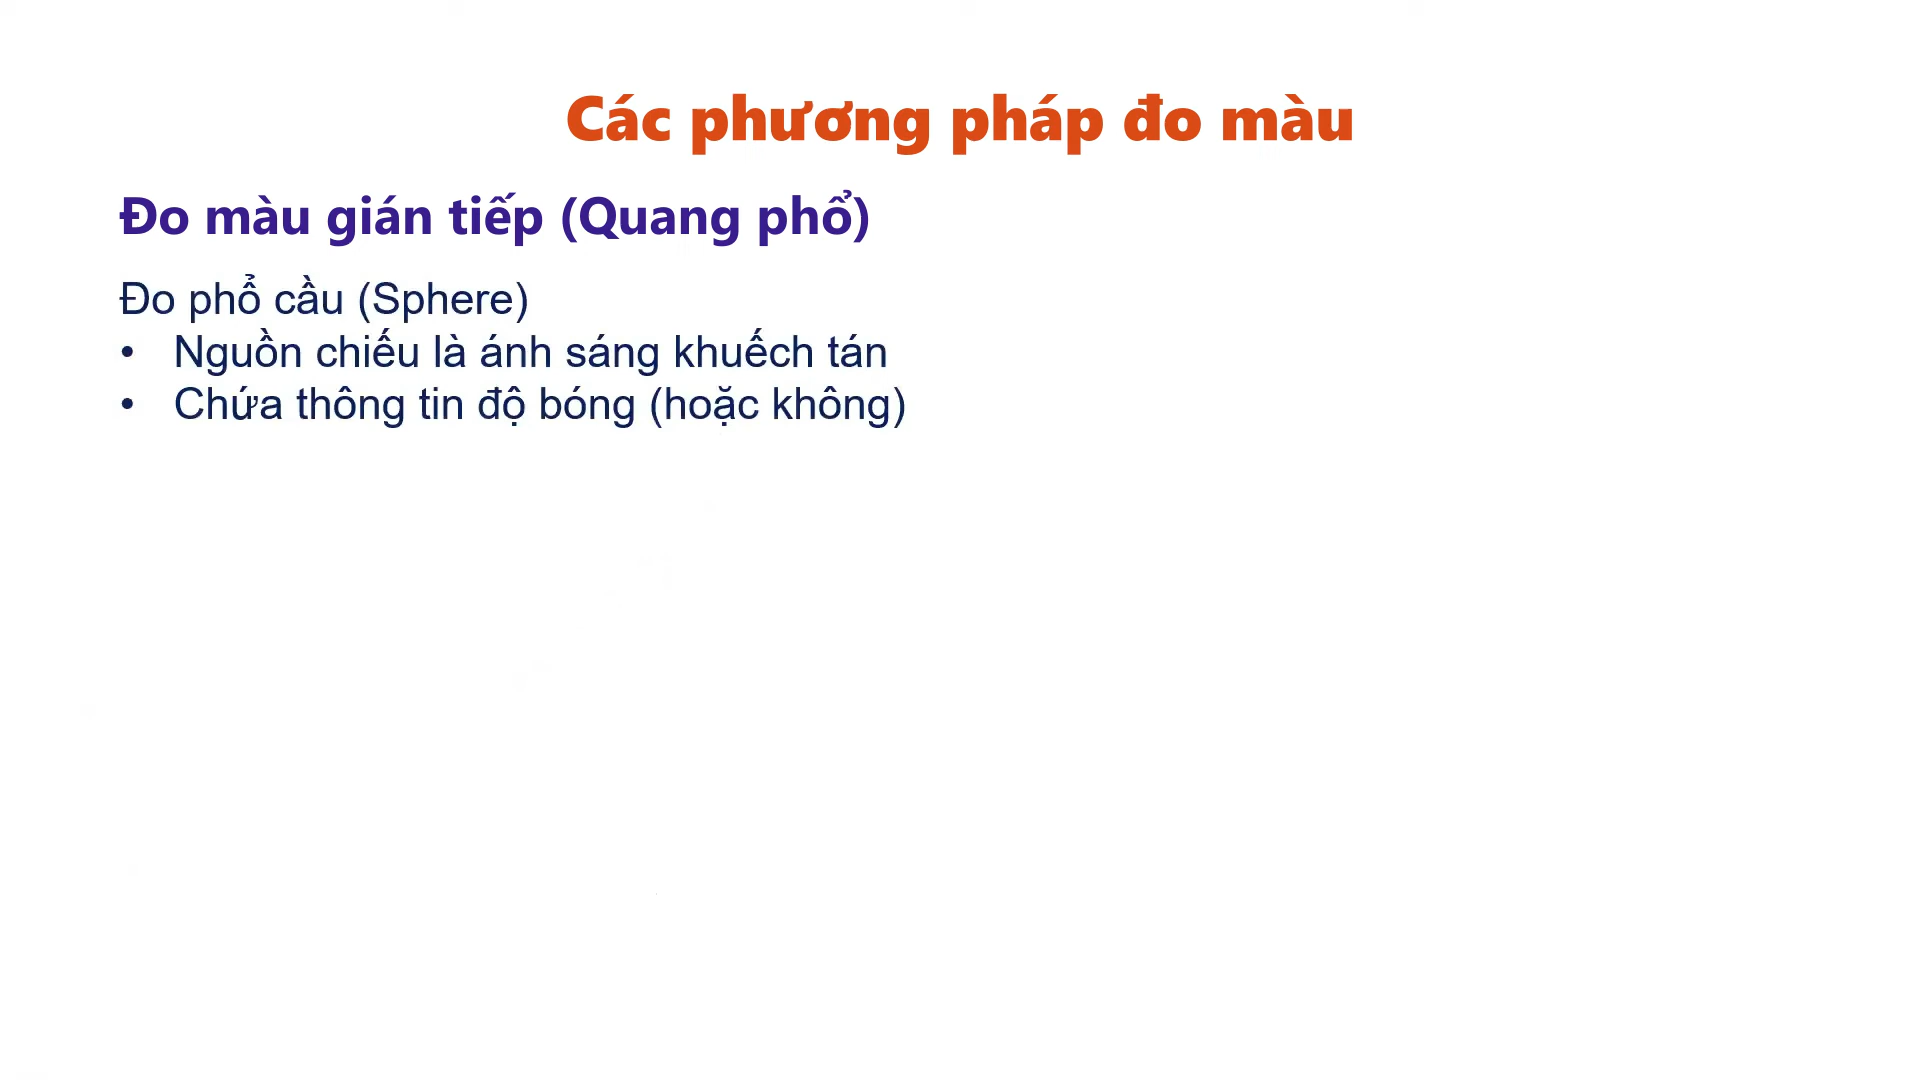 Các phương pháp đo màu
Đo màu gián tiếp (Quang phổ)
Đo phổ cầu (Sphere)
• Nguồn chiếu là ánh sáng khuếch tán
• Chứa thông tin độ bóng (hoặc không)